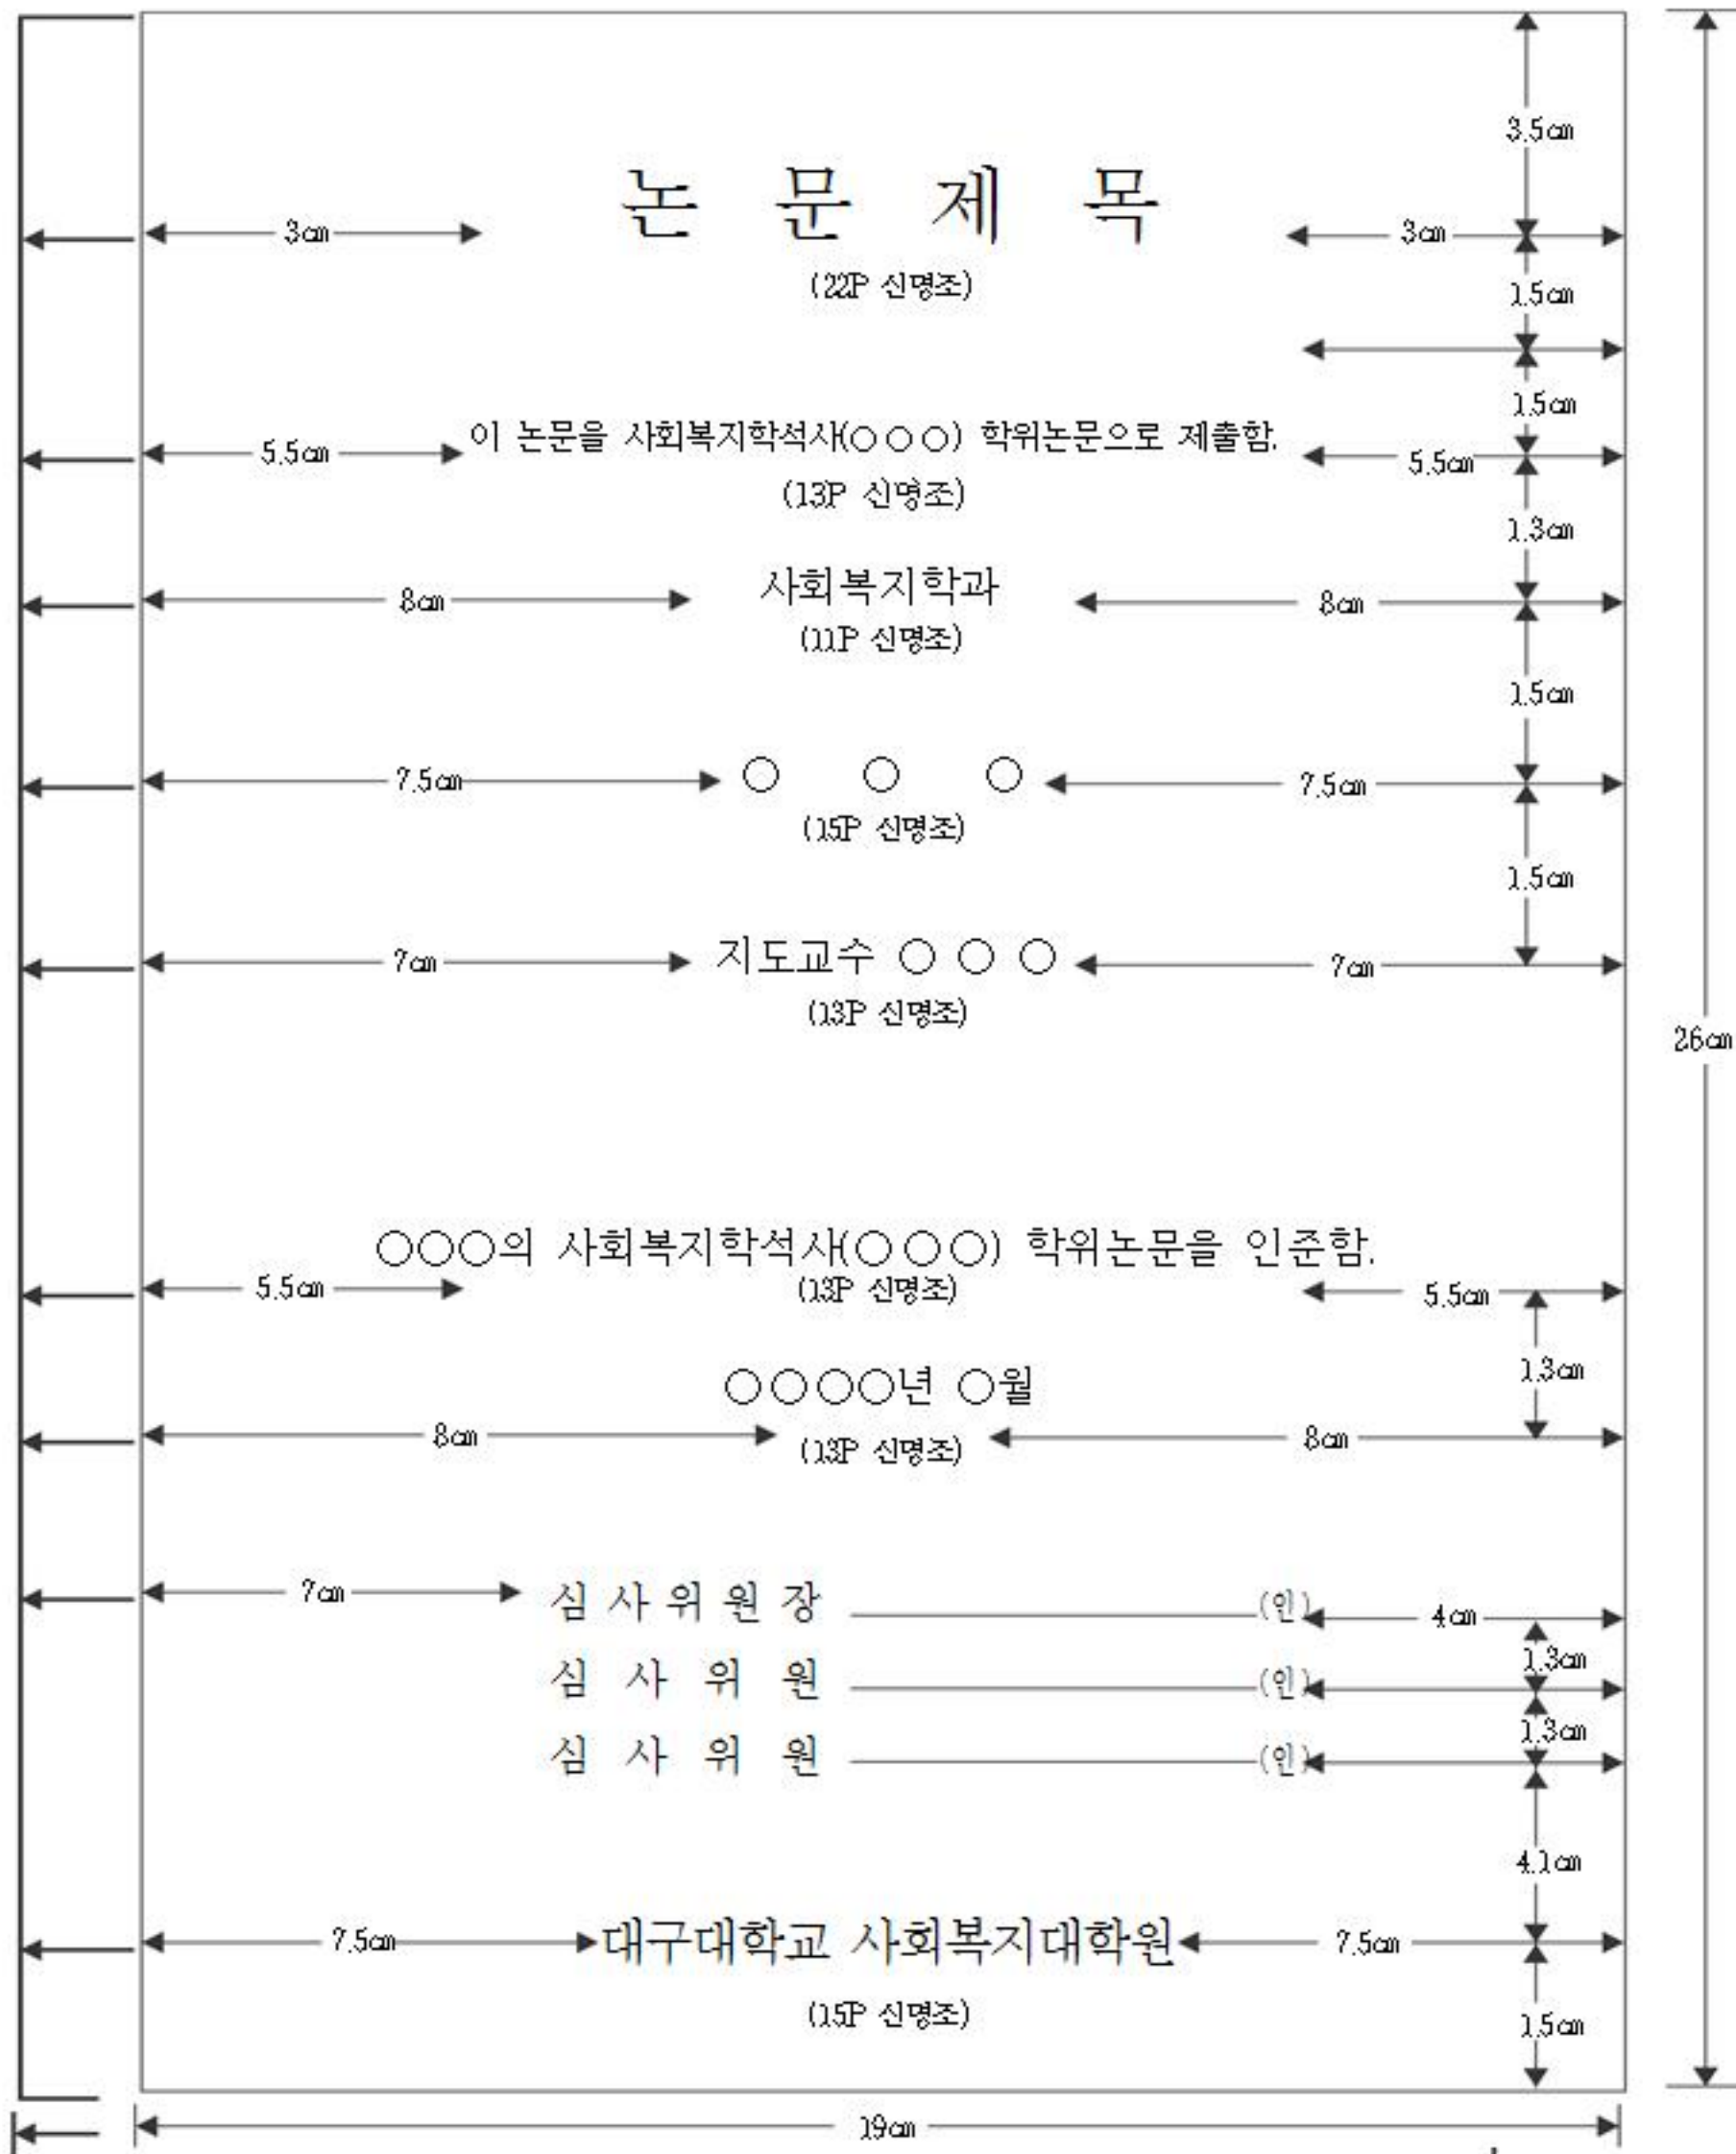 3.5㎝
논 문 제 목
3㎝ 3㎝
(22P 신명조)
1.5㎝
1.5㎝
이 논문을 사회복지학석사(○○○) 학위논문으로 제출함.
5.5㎝ 5.5㎝
(13P 신명조)
1.3㎝
사회복지학과
8㎝ 8㎝
(11P 신명조)
1.5㎝
7.5㎝ ○ ○ ○ 7.5㎝
(15P 신명조)
1.5㎝
7㎝ 지도교수 ○ ○ ○ 7㎝
(13P 신명조)
26㎝
○○○의 사회복지학석사(○○○) 학위논문을 인준함.
5.5㎝ (13P 신명조) 5.5㎝
1.3㎝
○○○○년 ○월
8㎝ (13P 신명조) 8㎝
7㎝ 심 사 위 원 장 (인) 4㎝
1.3㎝
심 사 위 원 (인)
1.3㎝
심 사 위 원 (인)
4.1㎝
7.5㎝ 대구대학교 사회복지대학원 7.5㎝
(15P 신명조)
1.5㎝
19㎝